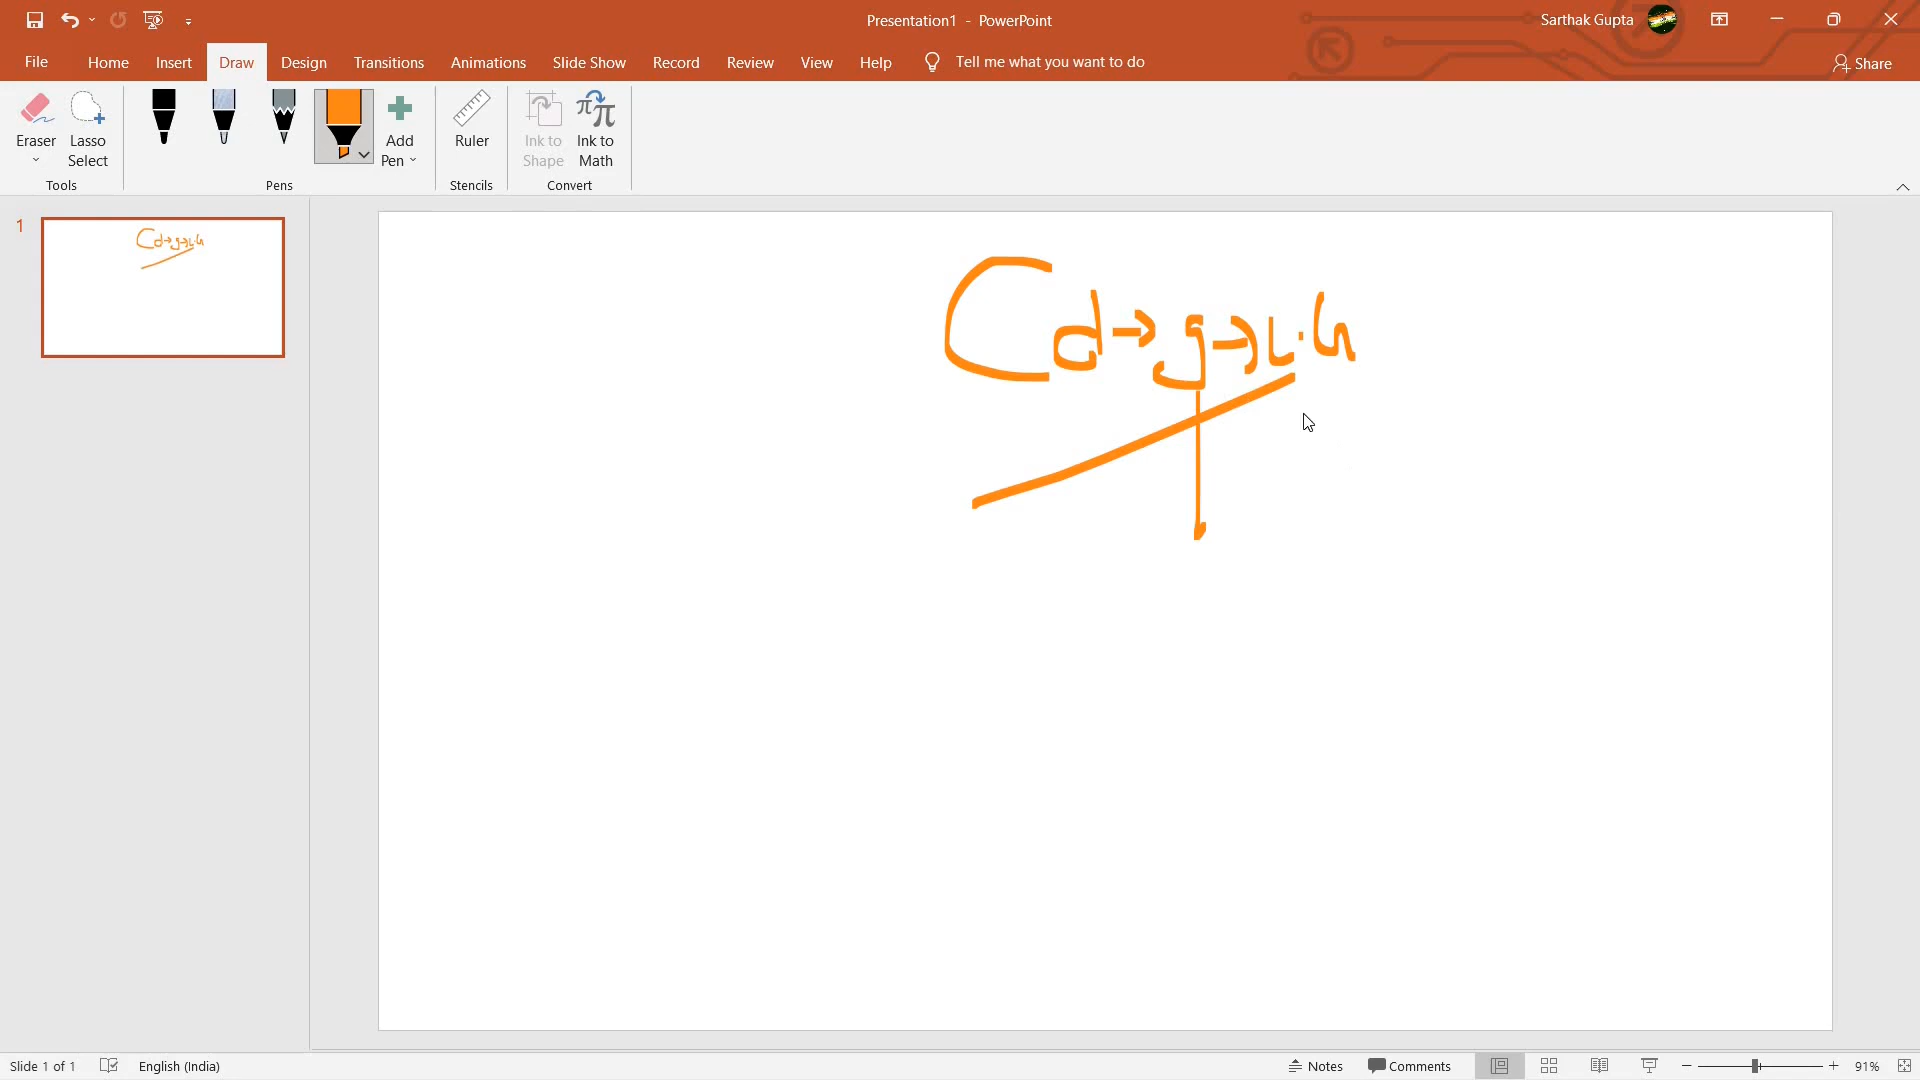 Presentation1 - PowerPoint
Sarthak Gupta
File Home Insert Draw Design Transitions Animations Slide Show Record Review View Help Tell me what you want to do
Share
Eraser
Lasso Select
Add Pen
Ruler
Ink to Shape
Ink to Math
Tools
Pens
Stencils
Convert
1
Slide 1 of 1
English (India)
Notes
Comments
91%